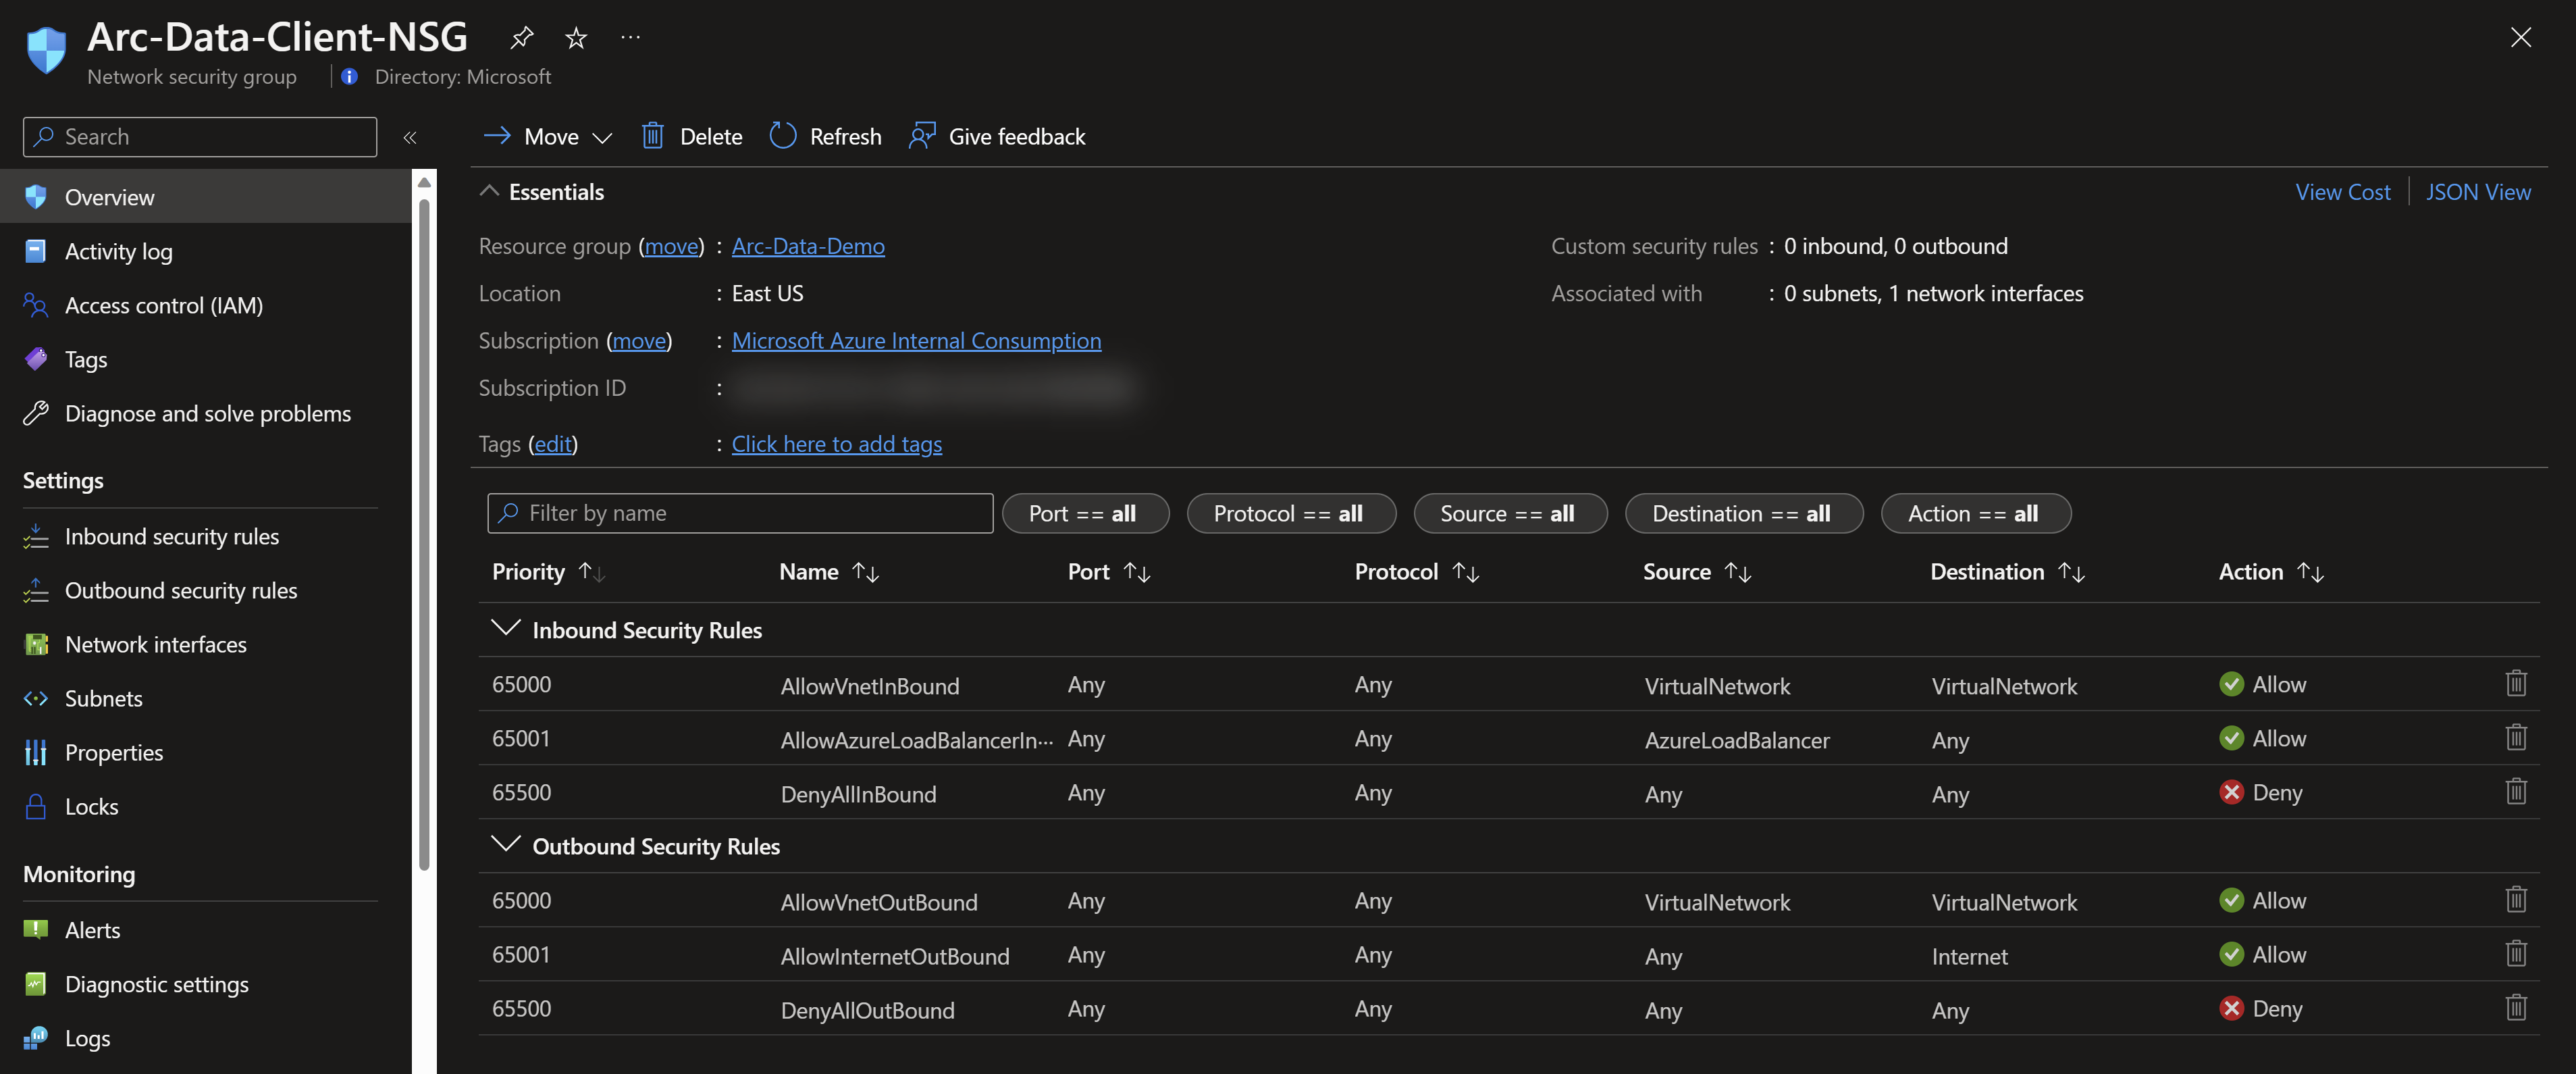 Arc-Data-Client-NSG
Network security group
Directory: Microsoft
Search
Overview
Activity log
Access control (IAM)
Tags
Diagnose and solve problems
Settings
Inbound security rules
Outbound security rules
Network interfaces
Subnets
Properties
Locks
Monitoring
Alerts
Diagnostic settings
Logs
Move Delete Refresh Give feedback
Essentials View Cost JSON View
Resource group (move) : Arc-Data-Demo
Location : East US
Subscription (move) : Microsoft Azure Internal Consumption
Subscription ID :
Tags (edit) : Click here to add tags
Custom security rules : 0 inbound, 0 outbound
Associated with : 0 subnets, 1 network interfaces
Filter by name Port == all Protocol == all Source == all Destination == all Action == all
Priority Name Port Protocol Source Destination Action
Inbound Security Rules
65000 AllowVnetInBound Any Any VirtualNetwork VirtualNetwork Allow
65001 AllowAzureLoadBalancerIn··· Any Any AzureLoadBalancer Any Allow
65500 DenyAllInBound Any Any Any Any Deny
Outbound Security Rules
65000 AllowVnetOutBound Any Any VirtualNetwork VirtualNetwork Allow
65001 AllowInternetOutBound Any Any Any Internet Allow
65500 DenyAllOutBound Any Any Any Any Deny